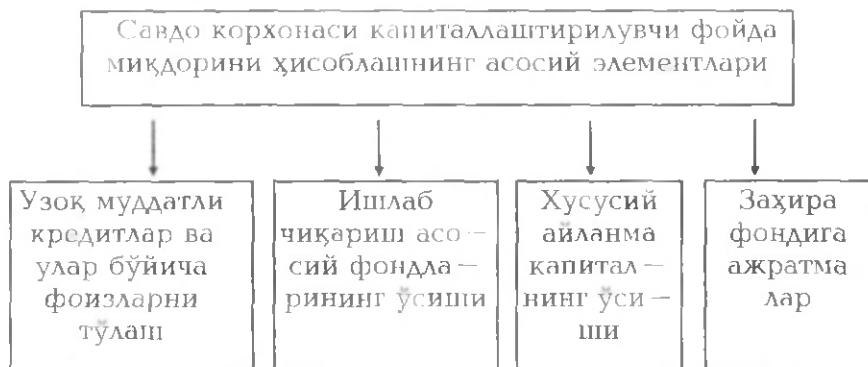 Савдо корхонаси капиталлаштирилувчи фойда
миқдорини ҳисоблашнинг асосий элементлари
Узоқ муддатли
кредитлар ва
улар бўйича
фоизларни
тўлаш
Ишлаб
чиқариш асо –
сий фондла –
рининг ўсиши
Хусусий
айланма
капитал –
нинг ўси –
ши
Заҳира
фондига
ажратма
лар